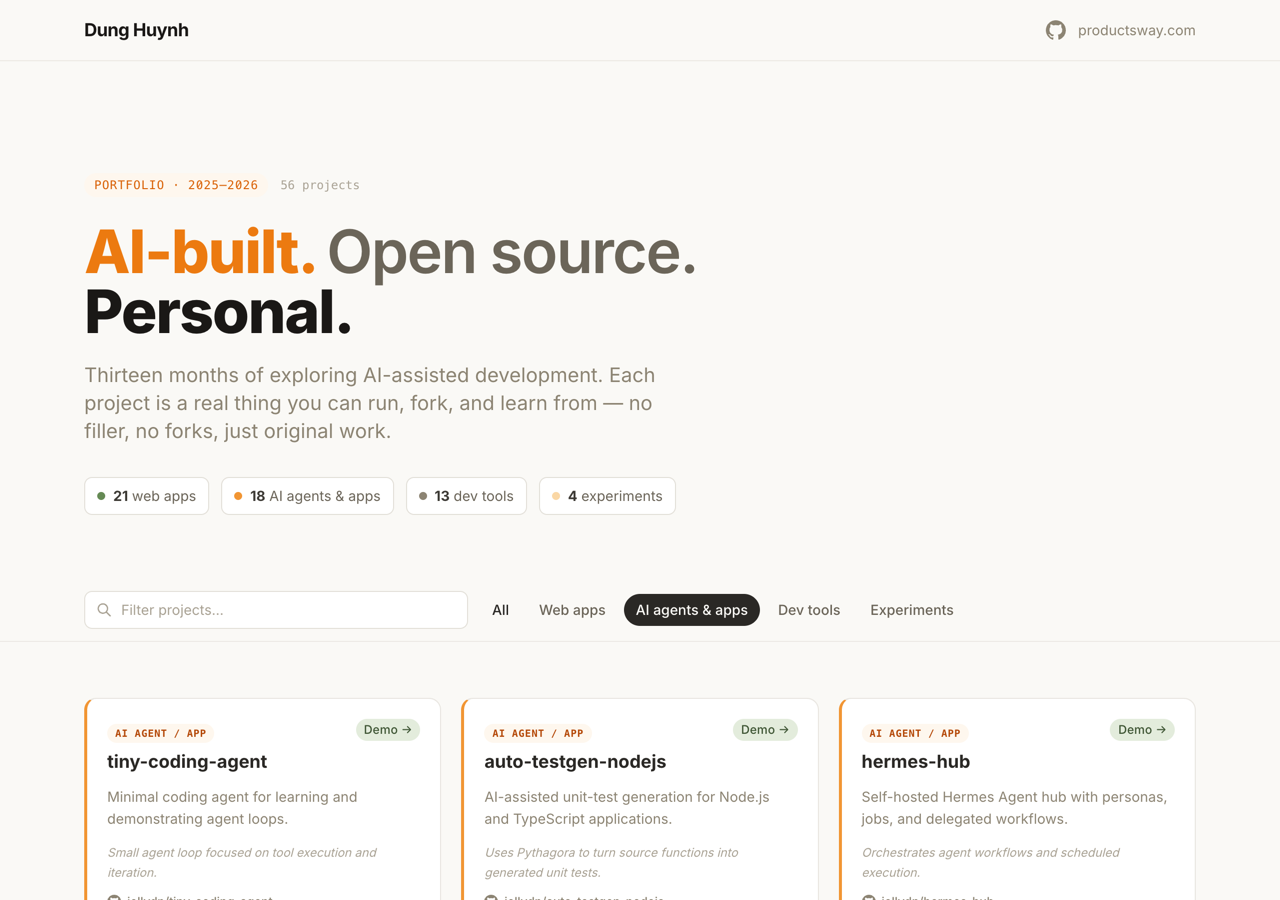 Dung Huynh
productsway.com
PORTFOLIO · 2025—2026 56 projects
AI-built. Open source.
Personal.
Thirteen months of exploring AI-assisted development. Each
project is a real thing you can run, fork, and learn from — no
filler, no forks, just original work.
21 web apps
18 AI agents & apps
13 dev tools
4 experiments
Filter projects...
All
Web apps
AI agents & apps
Dev tools
Experiments
AI AGENT / APP
Demo →
tiny-coding-agent
Minimal coding agent for learning and
demonstrating agent loops.
Small agent loop focused on tool execution and
iteration.
AI AGENT / APP
Demo →
auto-testgen-nodejs
AI-assisted unit-test generation for Node.js
and TypeScript applications.
Uses Pythagora to turn source functions into
generated unit tests.
AI AGENT / APP
Demo →
hermes-hub
Self-hosted Hermes Agent hub with personas,
jobs, and delegated workflows.
Orchestrates agent workflows and scheduled
execution.